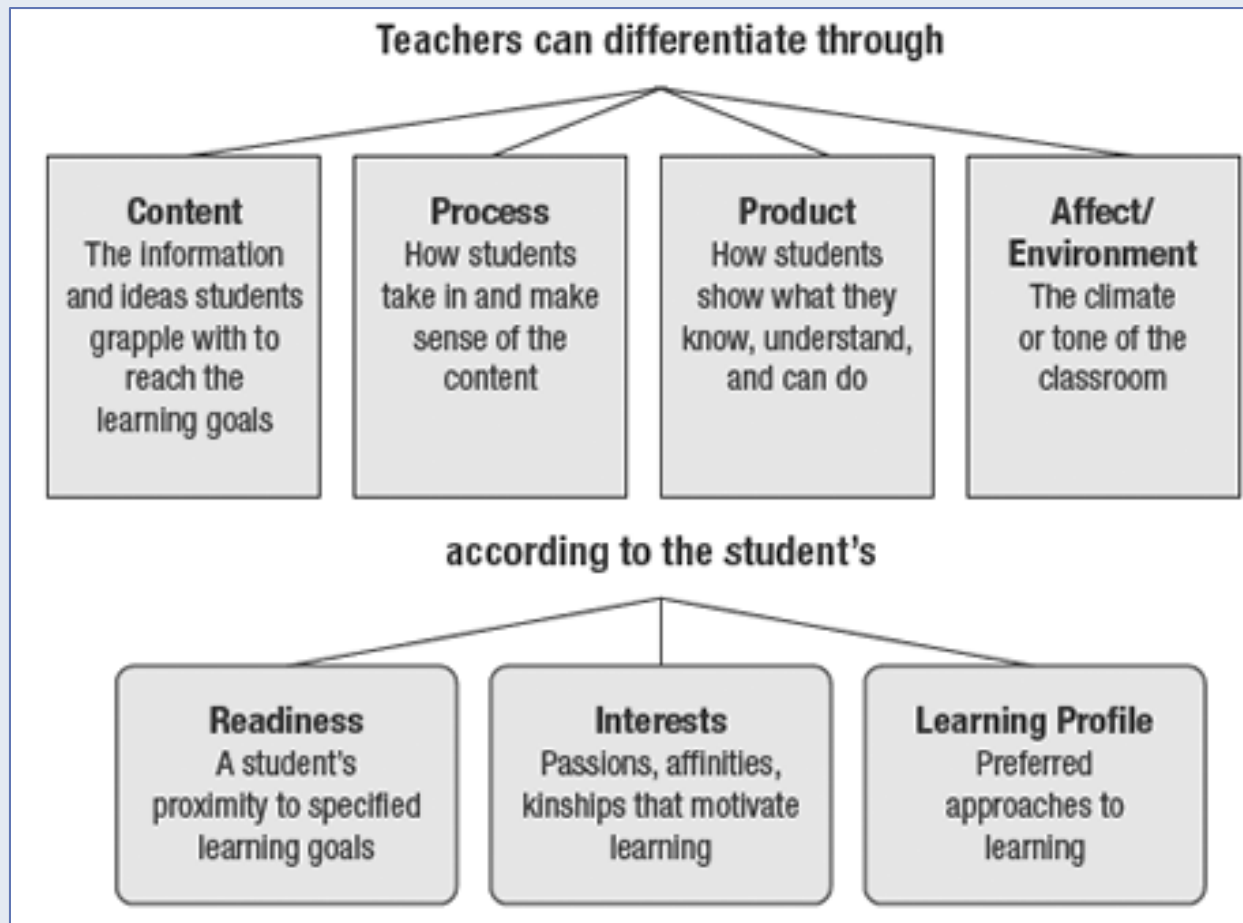 Teachers can differentiate through
Content
The information
and ideas students
grapple with to
reach the
learning goals
Process
How students
take in and make
sense of the
content
Product
How students
show what they
know, understand,
and can do
Affect/
Environment
The climate
or tone of the
classroom
according to the student's
Readiness
A student's
proximity to specified
learning goals
Interests
Passions, affinities,
kinships that motivate
learning
Learning Profile
Preferred
approaches to
learning